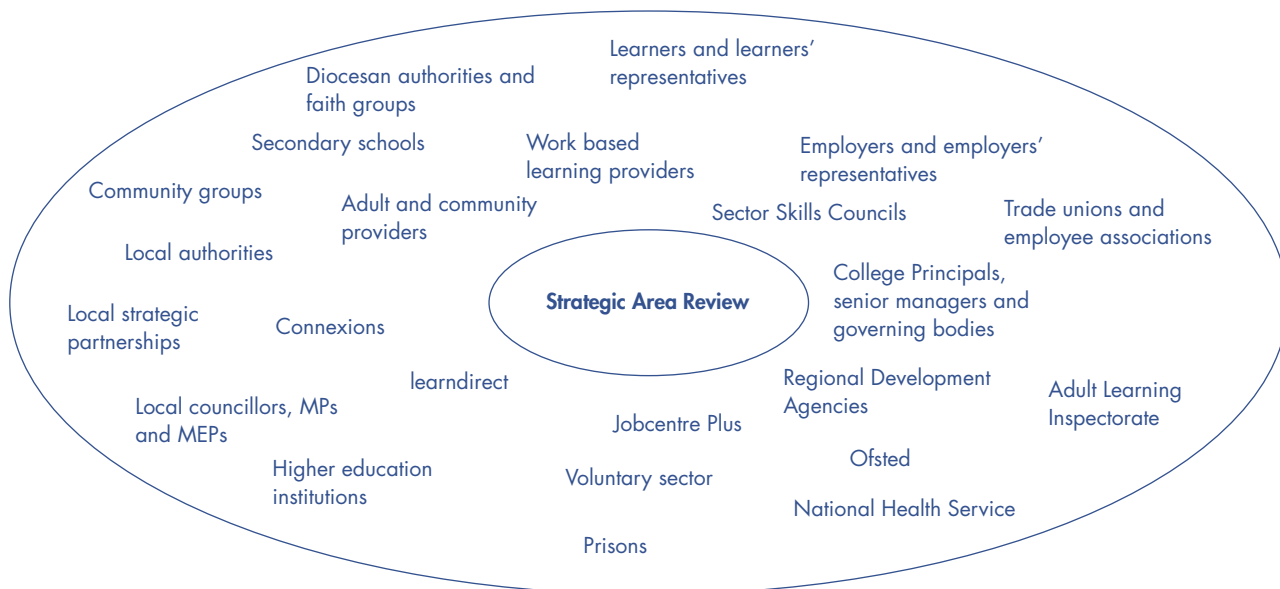 Learners and learners’
representatives
Diocesan authorities and
faith groups
Secondary schools
Work based
learning providers
Employers and employers’
representatives
Community groups
Adult and community
providers
Sector Skills Councils
Trade unions and
employee associations
Local authorities
College Principals,
senior managers and
governing bodies
Strategic Area Review
Local strategic
partnerships
Connexions
learndirect
Regional Development
Agencies
Adult Learning
Inspectorate
Local councillors, MPs
and MEPs
Jobcentre Plus
Ofsted
Higher education
institutions
Voluntary sector
National Health Service
Prisons